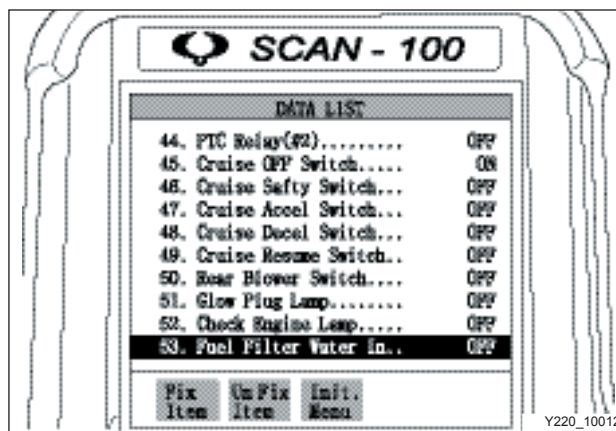 SCAN - 100
DATA LIST
44. PTC Relay(#2)......... OFF
45. Cruise OFF Switch..... ON
46. Cruise Safty Switch... OFF
47. Cruise Accel Switch... OFF
48. Cruise Decel Switch... OFF
49. Cruise Resume Switch.. OFF
50. Rear Blower Switch.... OFF
51. Glow Plug Lamp........ OFF
52. Check Engine Lamp..... OFF
53. Fuel Filter Water in.. OFF
Fix UnFix Init.
Item Item Menu
Y220_10012